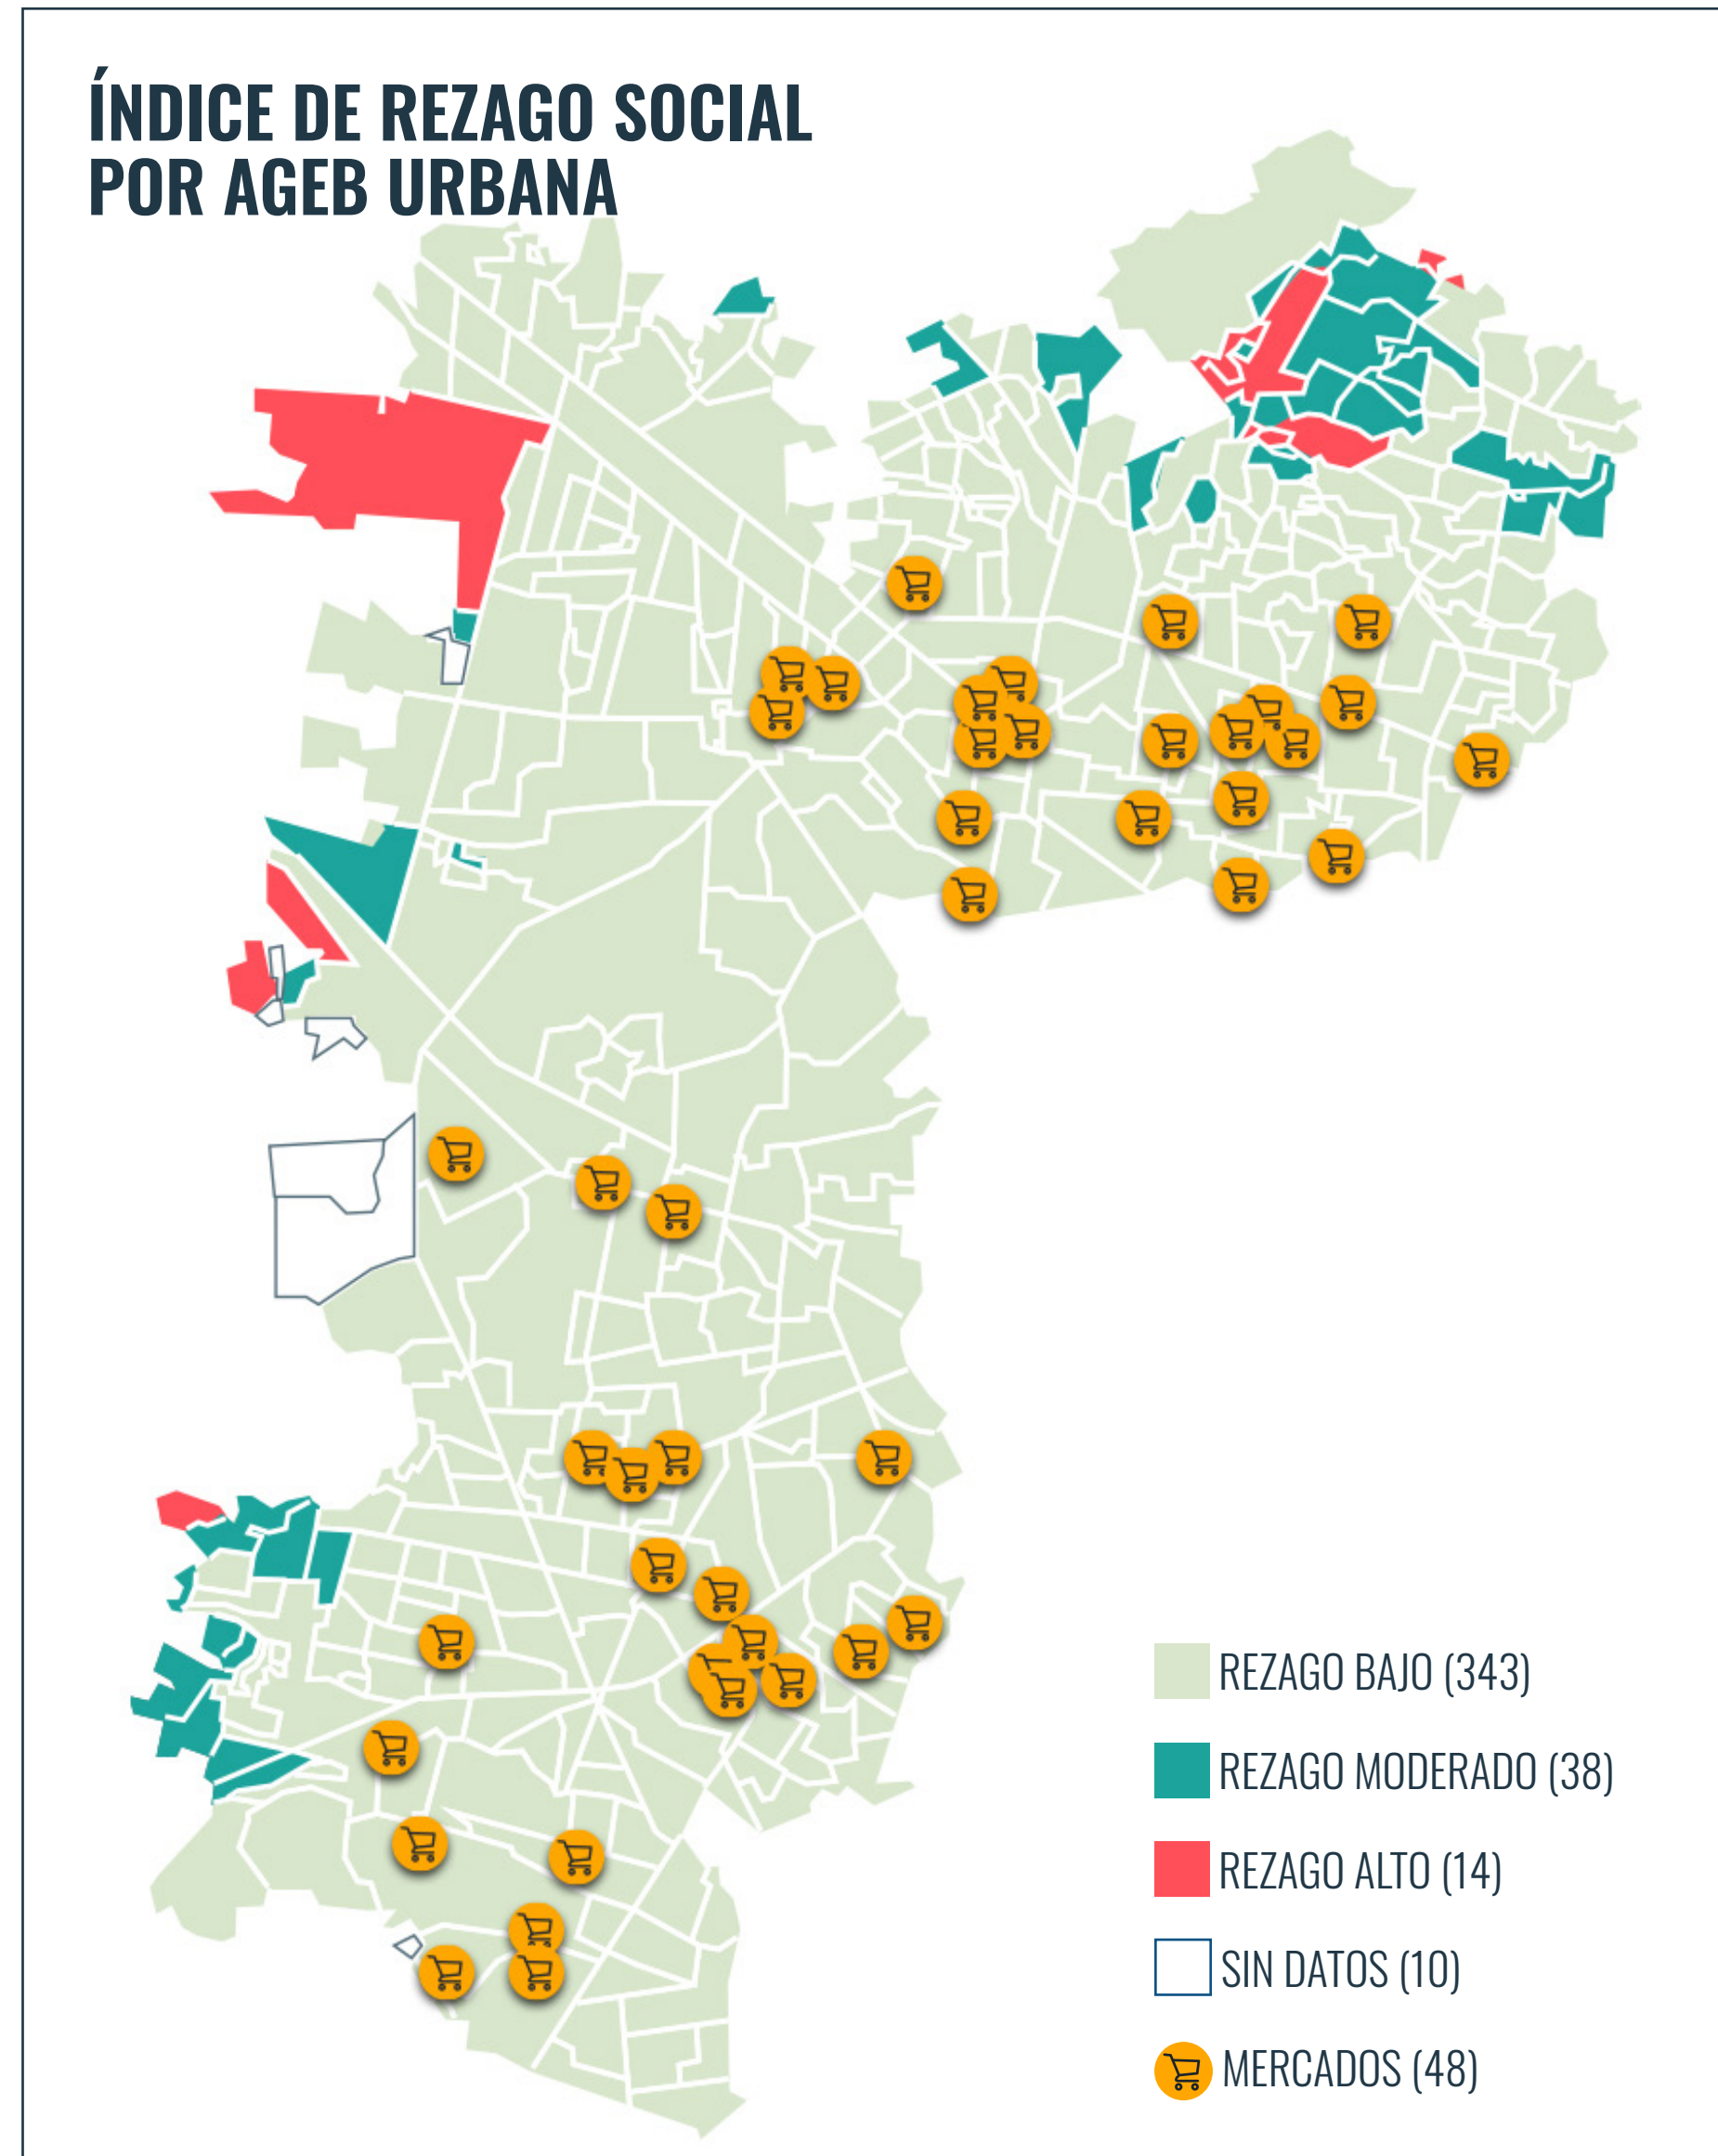 ÍNDICE DE REZAGO SOCIAL
POR AGEB URBANA
REZAGO BAJO (343)
REZAGO MODERADO (38)
REZAGO ALTO (14)
SIN DATOS (10)
MERCADOS (48)